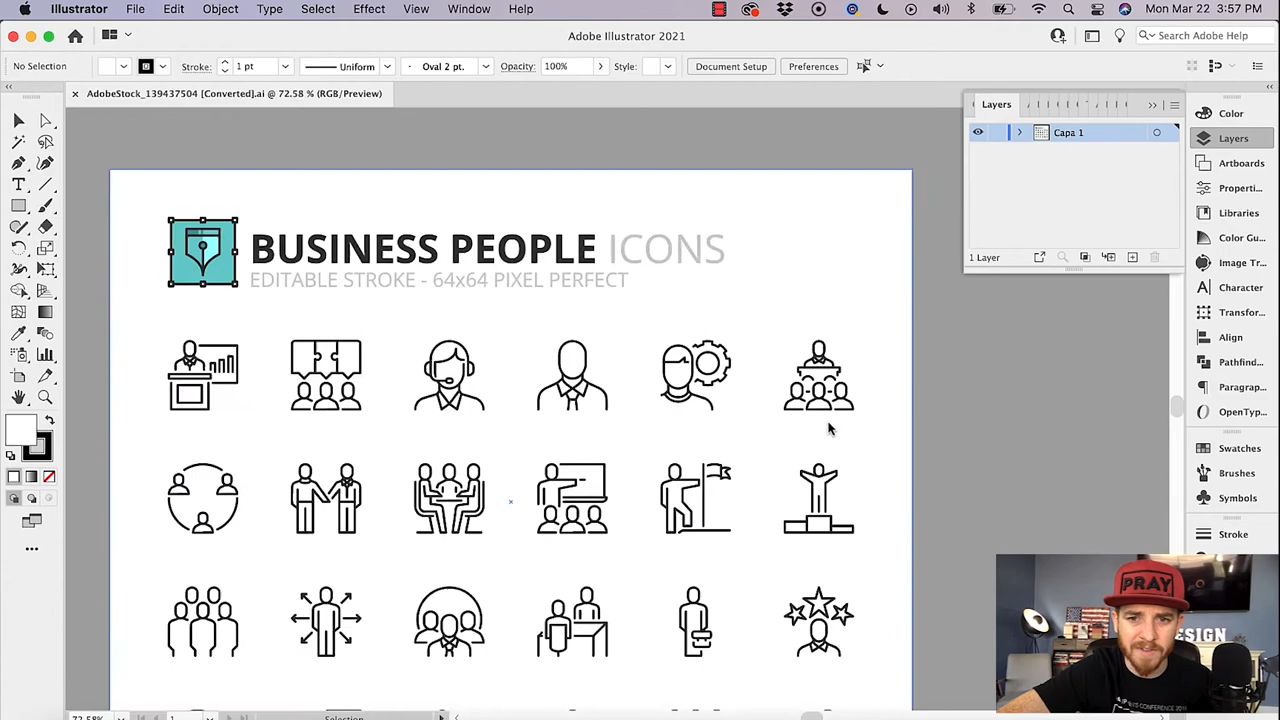 Illustrator File Edit Object Type Select Effect View Window Help Mon Mar 22 3:57 PM
Adobe Illustrator 2021
Search Adobe Help
No Selection Stroke: 1 pt Uniform Oval 2 pt. Opacity: 100% Style: Document Setup Preferences
AdobeStock_139437504 [Converted].ai @ 72.58 % (RGB/Preview)
Layers
Capa 1
1 Layer
Color
Layers
Artboards
Properti...
Libraries
Color Gu...
Image Tr...
Character
Transfor...
Align
Pathfind...
Paragrap...
OpenTyp...
Swatches
Brushes
Symbols
Stroke
BUSINESS PEOPLE ICONS
EDITABLE STROKE - 64x64 PIXEL PERFECT
PRAY
72.58% 1 Selection